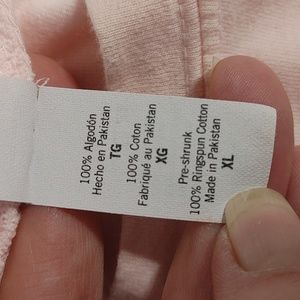 Pre-shrunk
100% Ringspun Cotton
Made in Pakistan
XL
100% Coton
Fabriqué au Pakistan
XG
100% Algodón
Hecho en Pakistan
TG